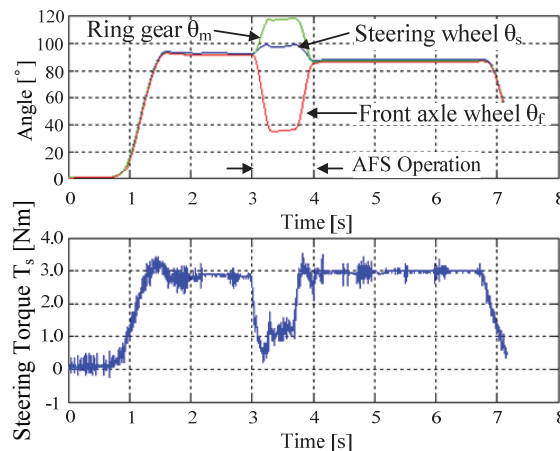 120
100
80
60
40
20
0
Angle [°]
Ring gear θm
Steering wheel θs
Front axle wheel θf
AFS Operation
0 1 2 3 4 5 6 7 8
Time [s]
4.0
3.0
2.0
1.0
0
-1
Steering Torque Ts [Nm]
0 1 2 3 4 5 6 7 8
Time [s]